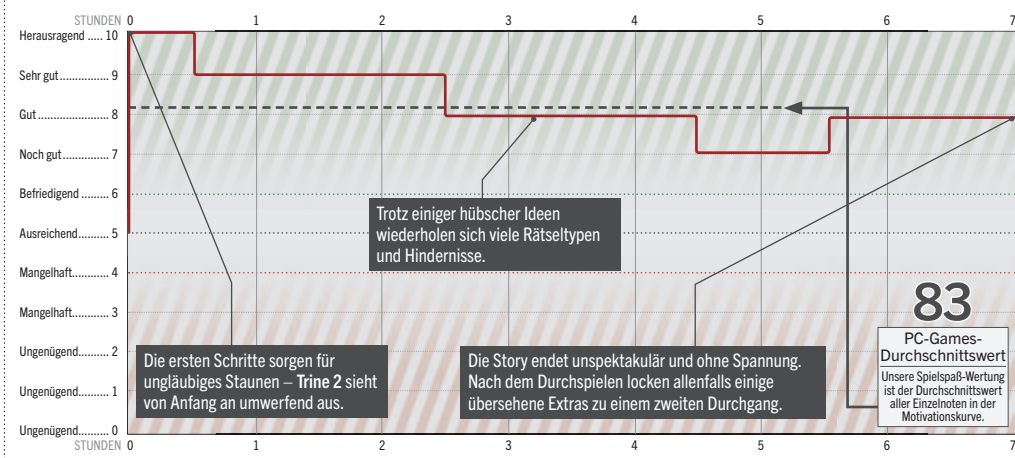 STUNDEN 0 1 2 3 4 5 6 7
Herausragend ..... 10
Sehr gut............... 9
Gut....................... 8
Noch gut.............. 7
Befriedigend ........ 6
Ausreichend......... 5
Mangelhaft.......... 4
Mangelhaft.......... 3
Ungenügend ........ 2
Ungenügend ........ 1
Ungenügend ........ 0
STUNDEN 0 1 2 3 4 5 6 7
Trotz einiger hübscher Ideen
wiederholen sich viele Rätseltypen
und Hindernisse.
Die ersten Schritte sorgen für
ungläubiges Staunen – Trine 2 sieht
von Anfang an umwerfend aus.
Die Story endet unspektakulär und ohne Spannung.
Nach dem Durchspielen locken allenfalls einige
übersehene Extras zu einem zweiten Durchgang.
83
PC-Games-
Durchschnittswert
Unsere Spielspaß-Wertung
ist der Durchschnittswert
aller Einzelnoten in der
Motivationskurve.